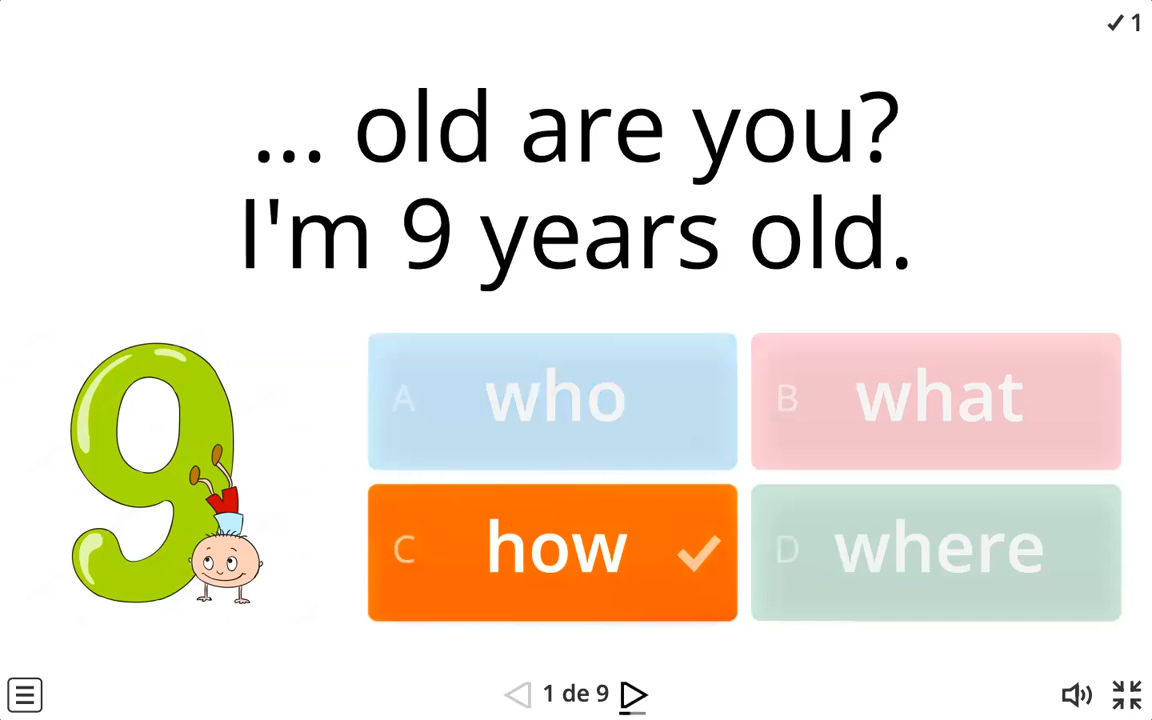 ✓ 1
... old are you?
I'm 9 years old.
A who
B what
C how ✓
D where
1 de 9